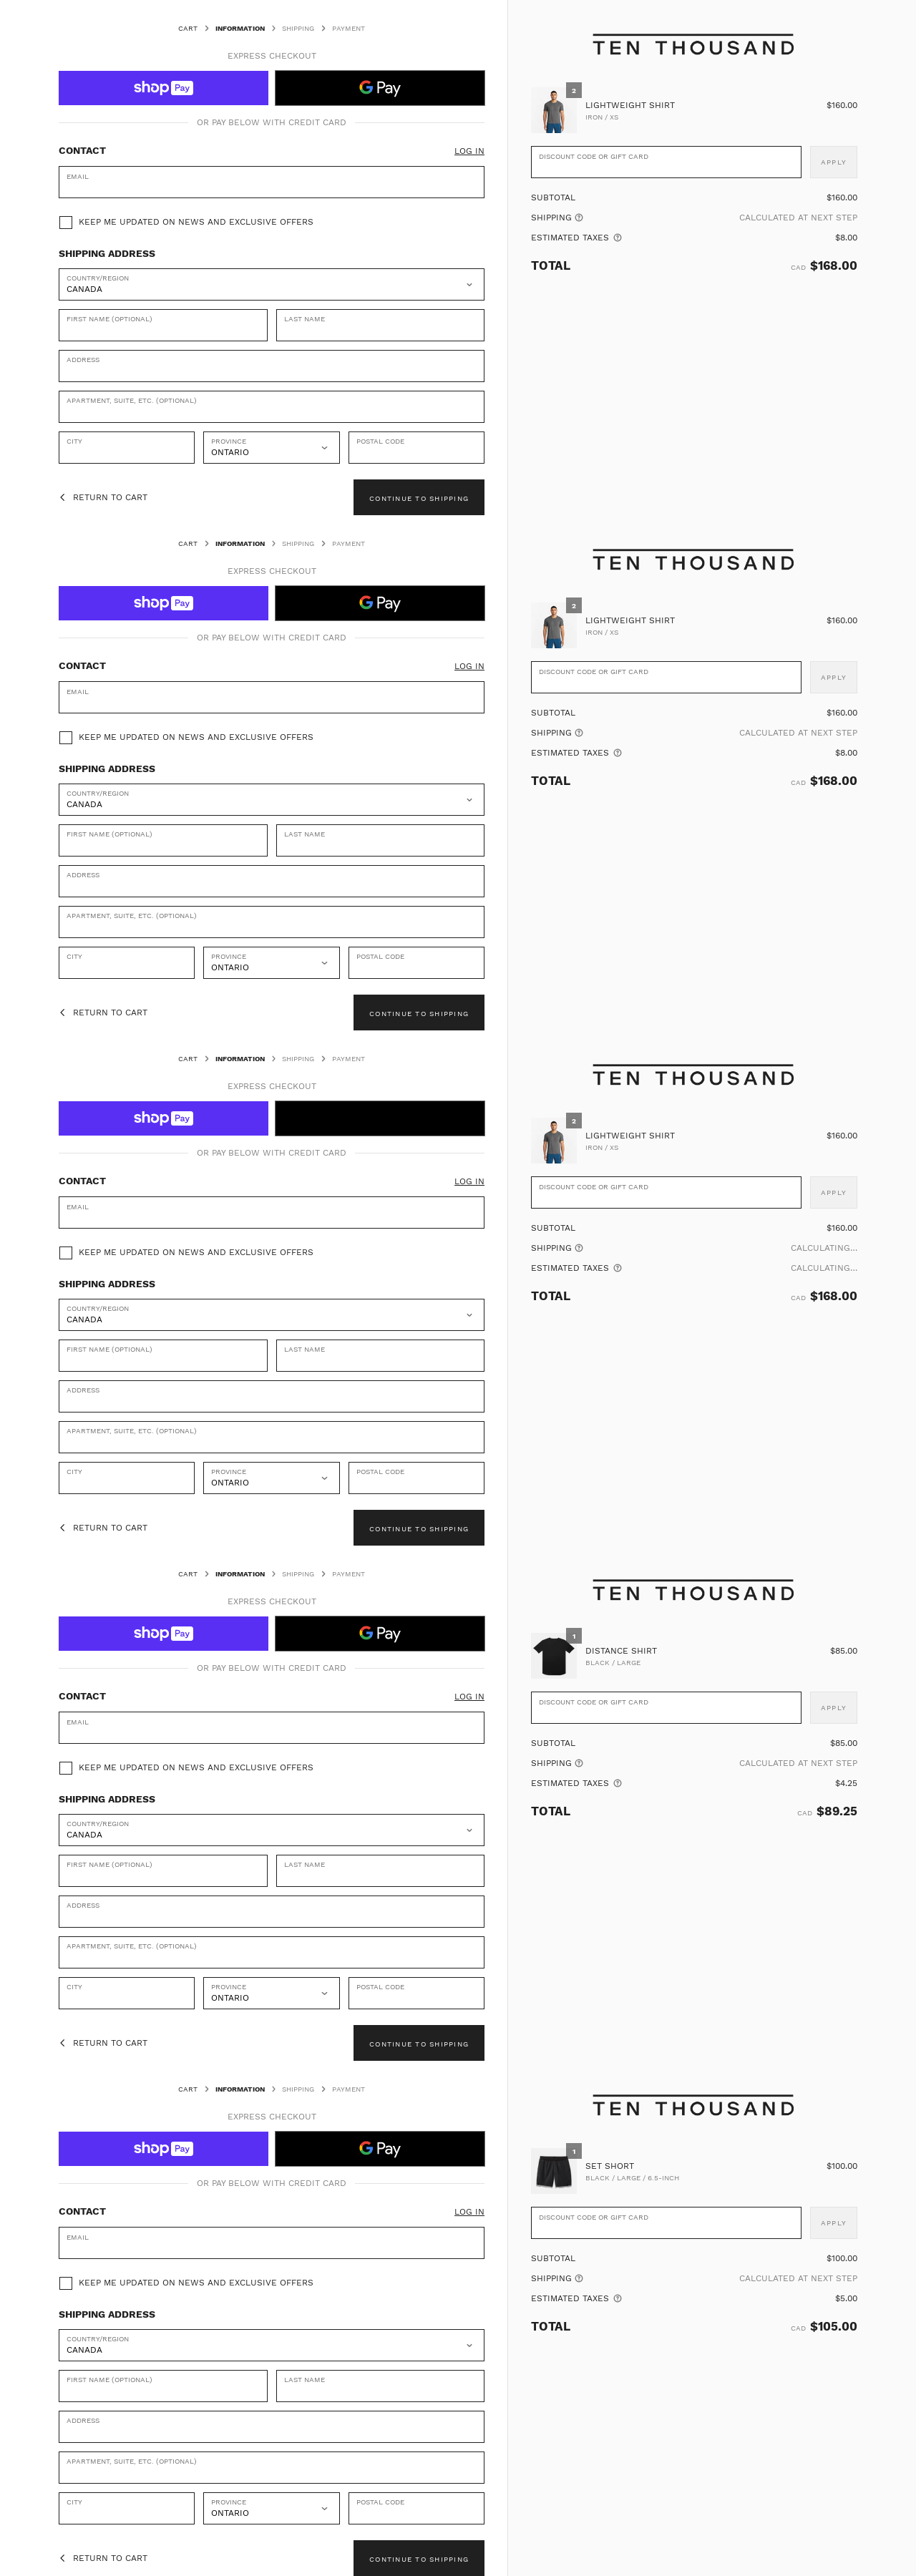 CART > INFORMATION > SHIPPING > PAYMENT
EXPRESS CHECKOUT
shop Pay
G Pay
OR PAY BELOW WITH CREDIT CARD
CONTACT
LOG IN
EMAIL
KEEP ME UPDATED ON NEWS AND EXCLUSIVE OFFERS
SHIPPING ADDRESS
COUNTRY/REGION
CANADA
FIRST NAME (OPTIONAL)
LAST NAME
ADDRESS
APARTMENT, SUITE, ETC. (OPTIONAL)
CITY
PROVINCE
ONTARIO
POSTAL CODE
RETURN TO CART
CONTINUE TO SHIPPING
TEN THOUSAND
2
LIGHTWEIGHT SHIRT
$160.00
IRON / XS
DISCOUNT CODE OR GIFT CARD
APPLY
SUBTOTAL
$160.00
SHIPPING
CALCULATED AT NEXT STEP
ESTIMATED TAXES
$8.00
TOTAL
CAD $168.00
CART > INFORMATION > SHIPPING > PAYMENT
EXPRESS CHECKOUT
shop Pay
G Pay
OR PAY BELOW WITH CREDIT CARD
CONTACT
LOG IN
EMAIL
KEEP ME UPDATED ON NEWS AND EXCLUSIVE OFFERS
SHIPPING ADDRESS
COUNTRY/REGION
CANADA
FIRST NAME (OPTIONAL)
LAST NAME
ADDRESS
APARTMENT, SUITE, ETC. (OPTIONAL)
CITY
PROVINCE
ONTARIO
POSTAL CODE
RETURN TO CART
CONTINUE TO SHIPPING
TEN THOUSAND
2
LIGHTWEIGHT SHIRT
$160.00
IRON / XS
DISCOUNT CODE OR GIFT CARD
APPLY
SUBTOTAL
$160.00
SHIPPING
CALCULATED AT NEXT STEP
ESTIMATED TAXES
$8.00
TOTAL
CAD $168.00
CART > INFORMATION > SHIPPING > PAYMENT
EXPRESS CHECKOUT
shop Pay
OR PAY BELOW WITH CREDIT CARD
CONTACT
LOG IN
EMAIL
KEEP ME UPDATED ON NEWS AND EXCLUSIVE OFFERS
SHIPPING ADDRESS
COUNTRY/REGION
CANADA
FIRST NAME (OPTIONAL)
LAST NAME
ADDRESS
APARTMENT, SUITE, ETC. (OPTIONAL)
CITY
PROVINCE
ONTARIO
POSTAL CODE
RETURN TO CART
CONTINUE TO SHIPPING
TEN THOUSAND
2
LIGHTWEIGHT SHIRT
$160.00
IRON / XS
DISCOUNT CODE OR GIFT CARD
APPLY
SUBTOTAL
$160.00
SHIPPING
CALCULATING...
ESTIMATED TAXES
CALCULATING...
TOTAL
CAD $168.00
CART > INFORMATION > SHIPPING > PAYMENT
EXPRESS CHECKOUT
shop Pay
G Pay
OR PAY BELOW WITH CREDIT CARD
CONTACT
LOG IN
EMAIL
KEEP ME UPDATED ON NEWS AND EXCLUSIVE OFFERS
SHIPPING ADDRESS
COUNTRY/REGION
CANADA
FIRST NAME (OPTIONAL)
LAST NAME
ADDRESS
APARTMENT, SUITE, ETC. (OPTIONAL)
CITY
PROVINCE
ONTARIO
POSTAL CODE
RETURN TO CART
CONTINUE TO SHIPPING
TEN THOUSAND
1
DISTANCE SHIRT
$85.00
BLACK / LARGE
DISCOUNT CODE OR GIFT CARD
APPLY
SUBTOTAL
$85.00
SHIPPING
CALCULATED AT NEXT STEP
ESTIMATED TAXES
$4.25
TOTAL
CAD $89.25
CART > INFORMATION > SHIPPING > PAYMENT
EXPRESS CHECKOUT
shop Pay
G Pay
OR PAY BELOW WITH CREDIT CARD
CONTACT
LOG IN
EMAIL
KEEP ME UPDATED ON NEWS AND EXCLUSIVE OFFERS
SHIPPING ADDRESS
COUNTRY/REGION
CANADA
FIRST NAME (OPTIONAL)
LAST NAME
ADDRESS
APARTMENT, SUITE, ETC. (OPTIONAL)
CITY
PROVINCE
ONTARIO
POSTAL CODE
RETURN TO CART
CONTINUE TO SHIPPING
TEN THOUSAND
1
SET SHORT
$100.00
BLACK / LARGE / 6.5-INCH
DISCOUNT CODE OR GIFT CARD
APPLY
SUBTOTAL
$100.00
SHIPPING
CALCULATED AT NEXT STEP
ESTIMATED TAXES
$5.00
TOTAL
CAD $105.00